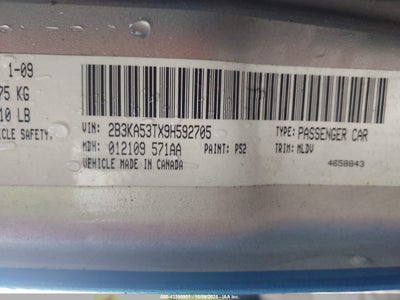 1-09
75 KG
10 LB
HICLE SAFETY.
VIN: 2B3KA53TX9H592705
TYPE: PASSENGER CAR
MDH: 012109 571AA
PAINT: PS2
TRIM: MLDV
VEHICLE MADE IN CANADA
4658843